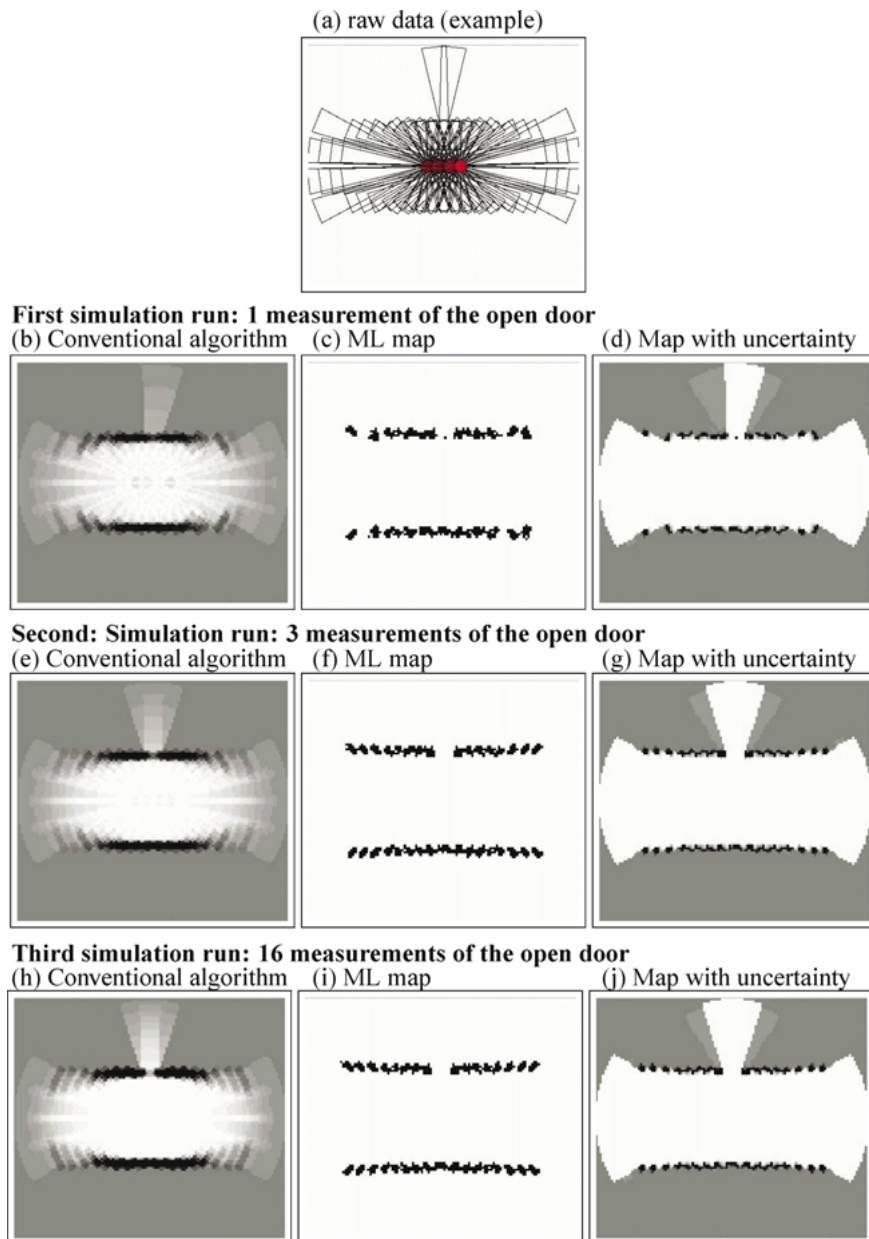 (a) raw data (example)
First simulation run: 1 measurement of the open door
(b) Conventional algorithm (c) ML map (d) Map with uncertainty
Second: Simulation run: 3 measurements of the open door
(e) Conventional algorithm (f) ML map (g) Map with uncertainty
Third simulation run: 16 measurements of the open door
(h) Conventional algorithm (i) ML map (j) Map with uncertainty